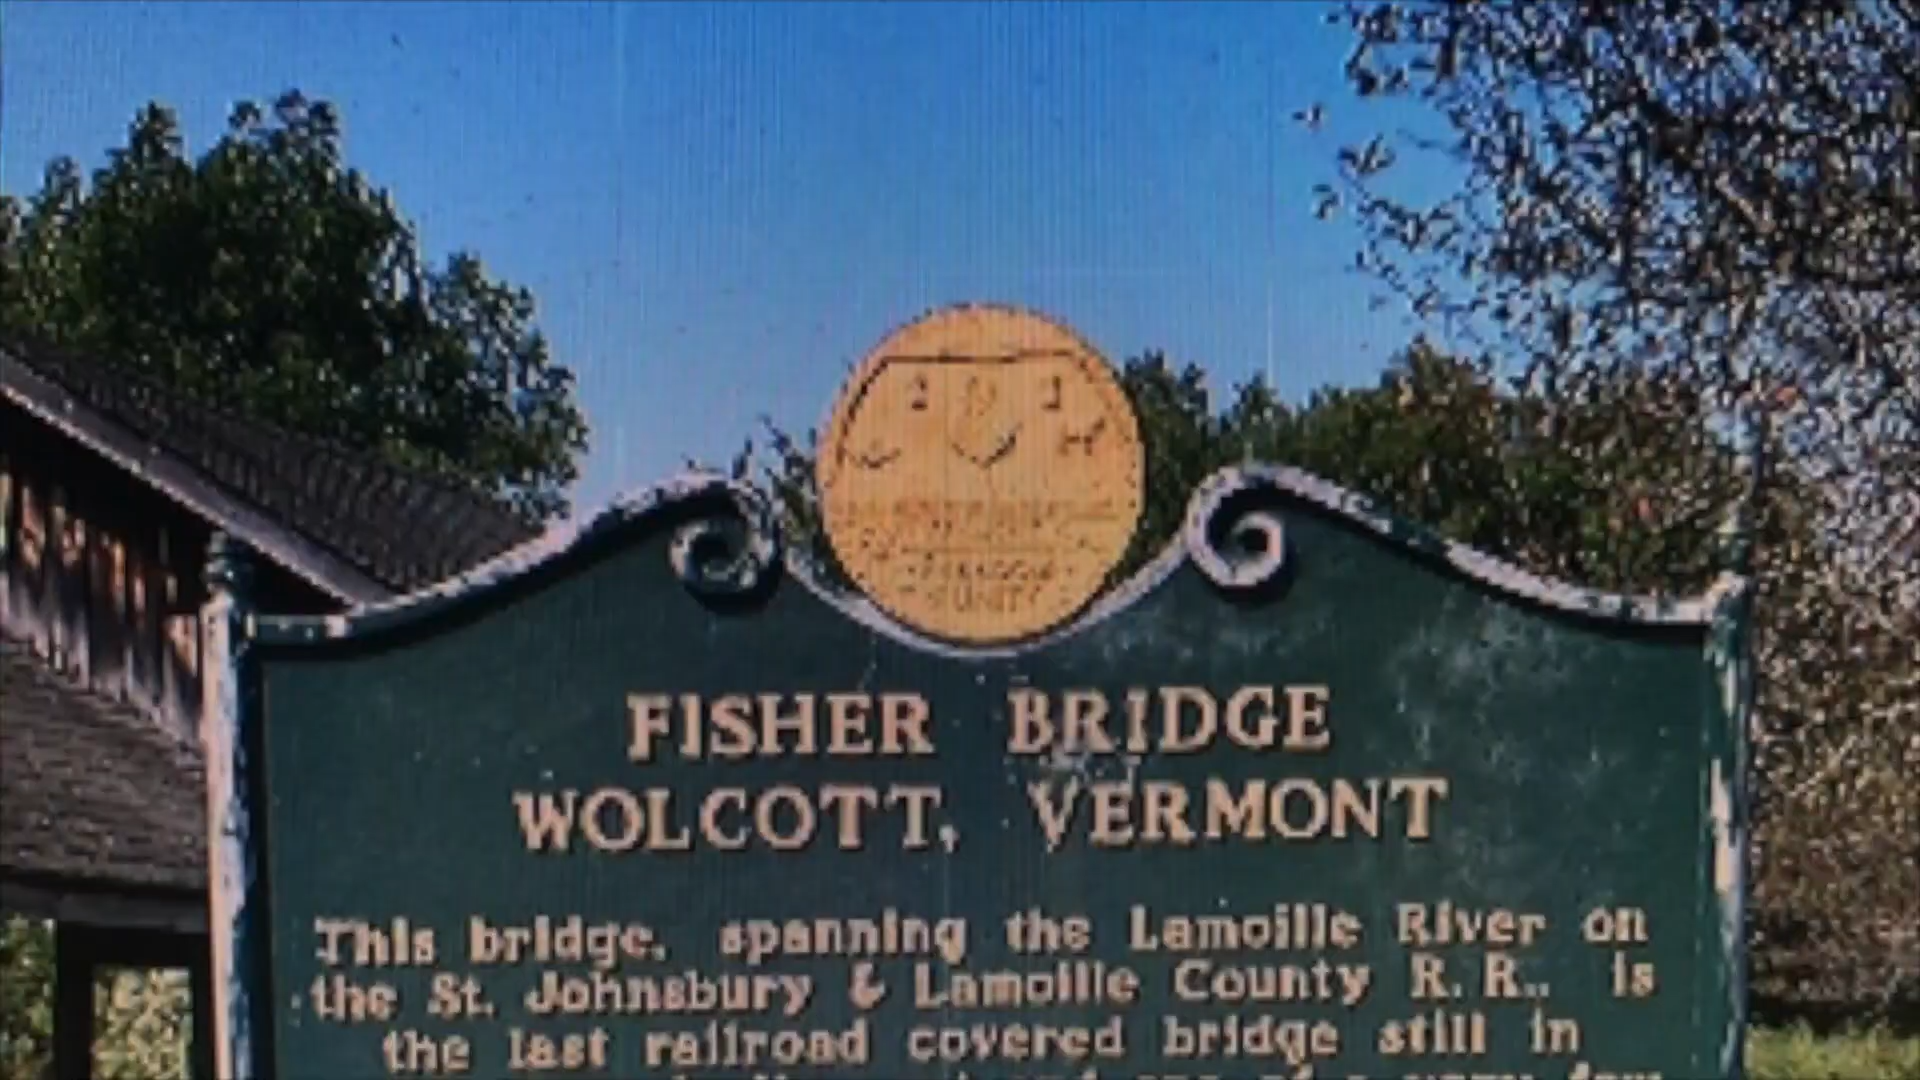 FISHER BRIDGE
WOLCOTT, VERMONT
This bridge, spanning the Lamoille River on
the St. Johnsbury & Lamoille County R.R., is
the last railroad covered bridge still in